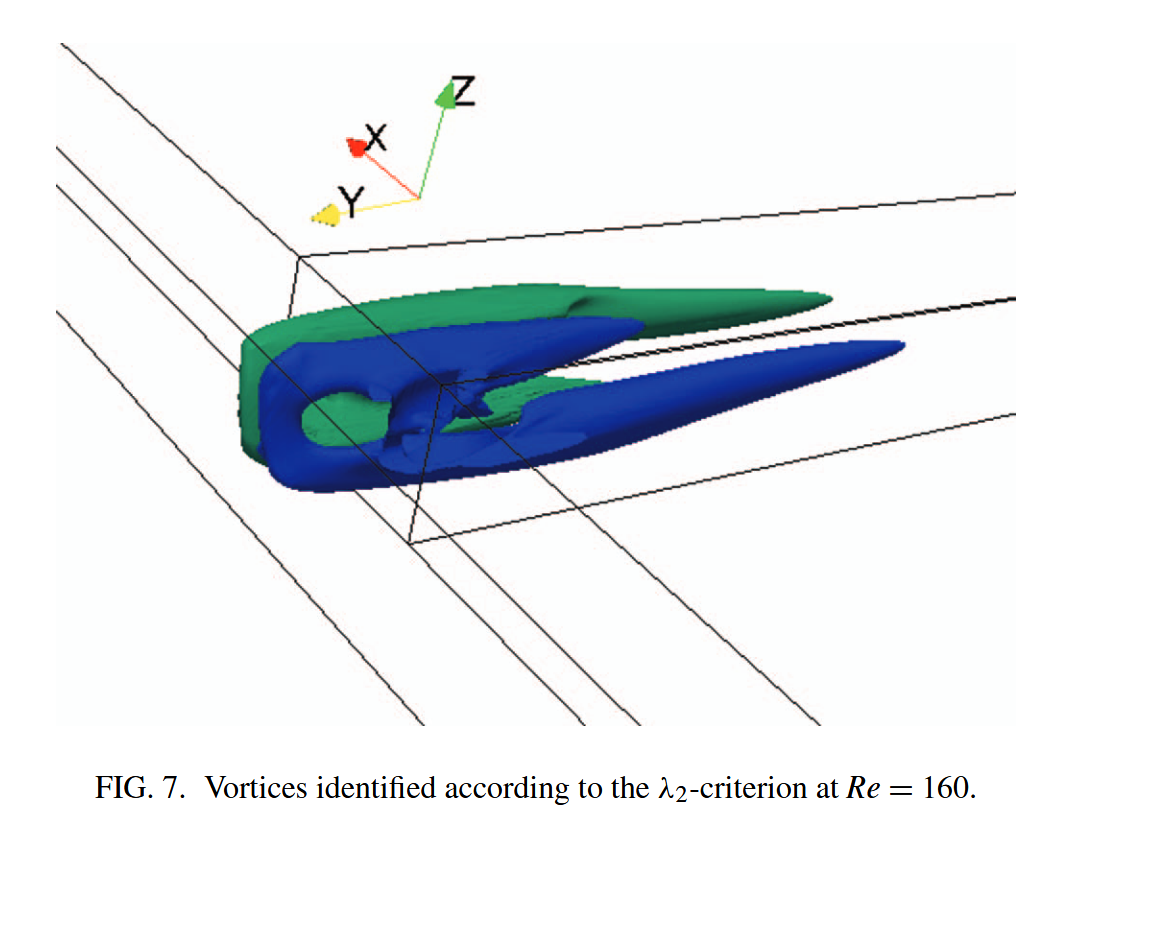 Z
X
Y
FIG. 7. Vortices identified according to the λ₂-criterion at Re = 160.